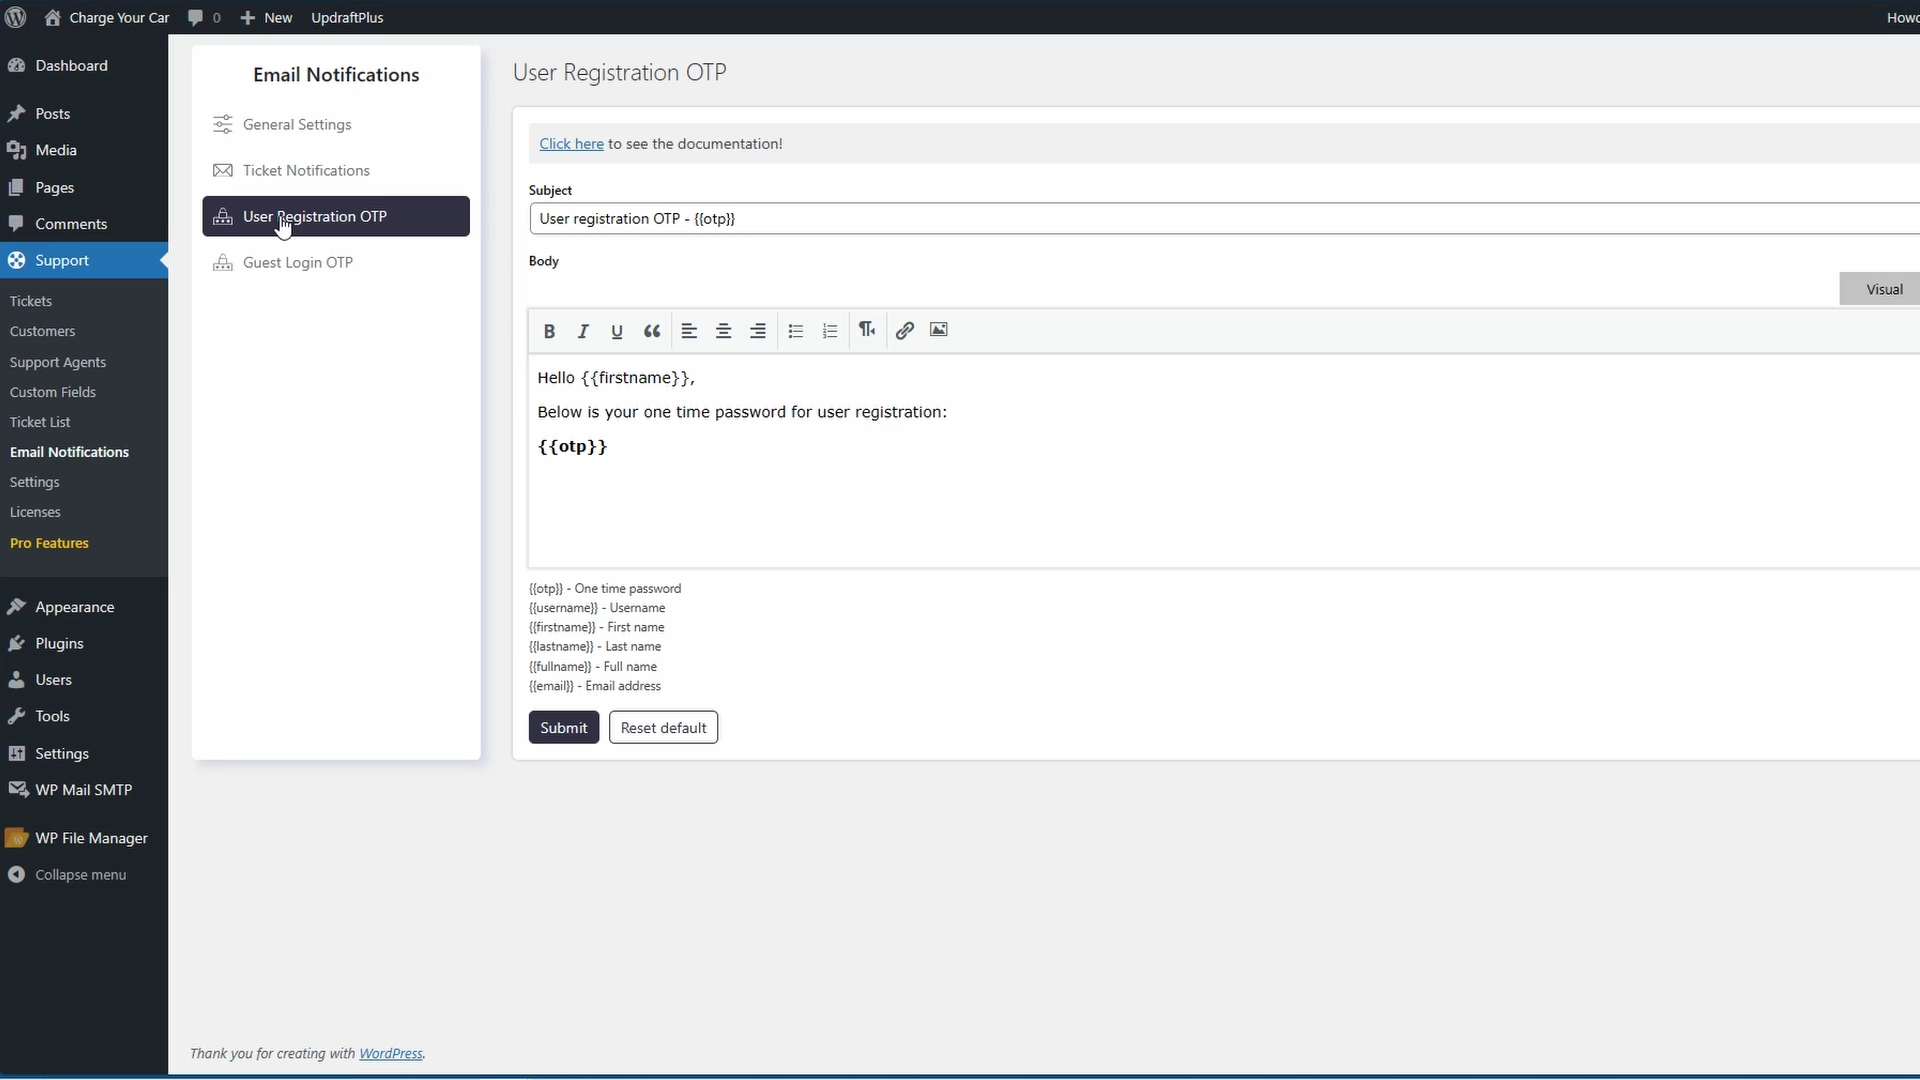 Charge Your Car 0 New UpdraftPlus
Dashboard
Posts
Media
Pages
Comments
Support
Tickets
Customers
Support Agents
Custom Fields
Ticket List
Email Notifications
Settings
Licenses
Pro Features
Appearance
Plugins
Users
Tools
Settings
WP Mail SMTP
WP File Manager
Collapse menu
Email Notifications
General Settings
Ticket Notifications
User Registration OTP
Guest Login OTP
User Registration OTP
Click here to see the documentation!
Subject
User registration OTP - {{otp}}
Body
Visual
Hello {{firstname}},
Below is your one time password for user registration:
{{otp}}
{{otp}} - One time password
{{username}} - Username
{{firstname}} - First name
{{lastname}} - Last name
{{fullname}} - Full name
{{email}} - Email address
Submit Reset default
Thank you for creating with WordPress.